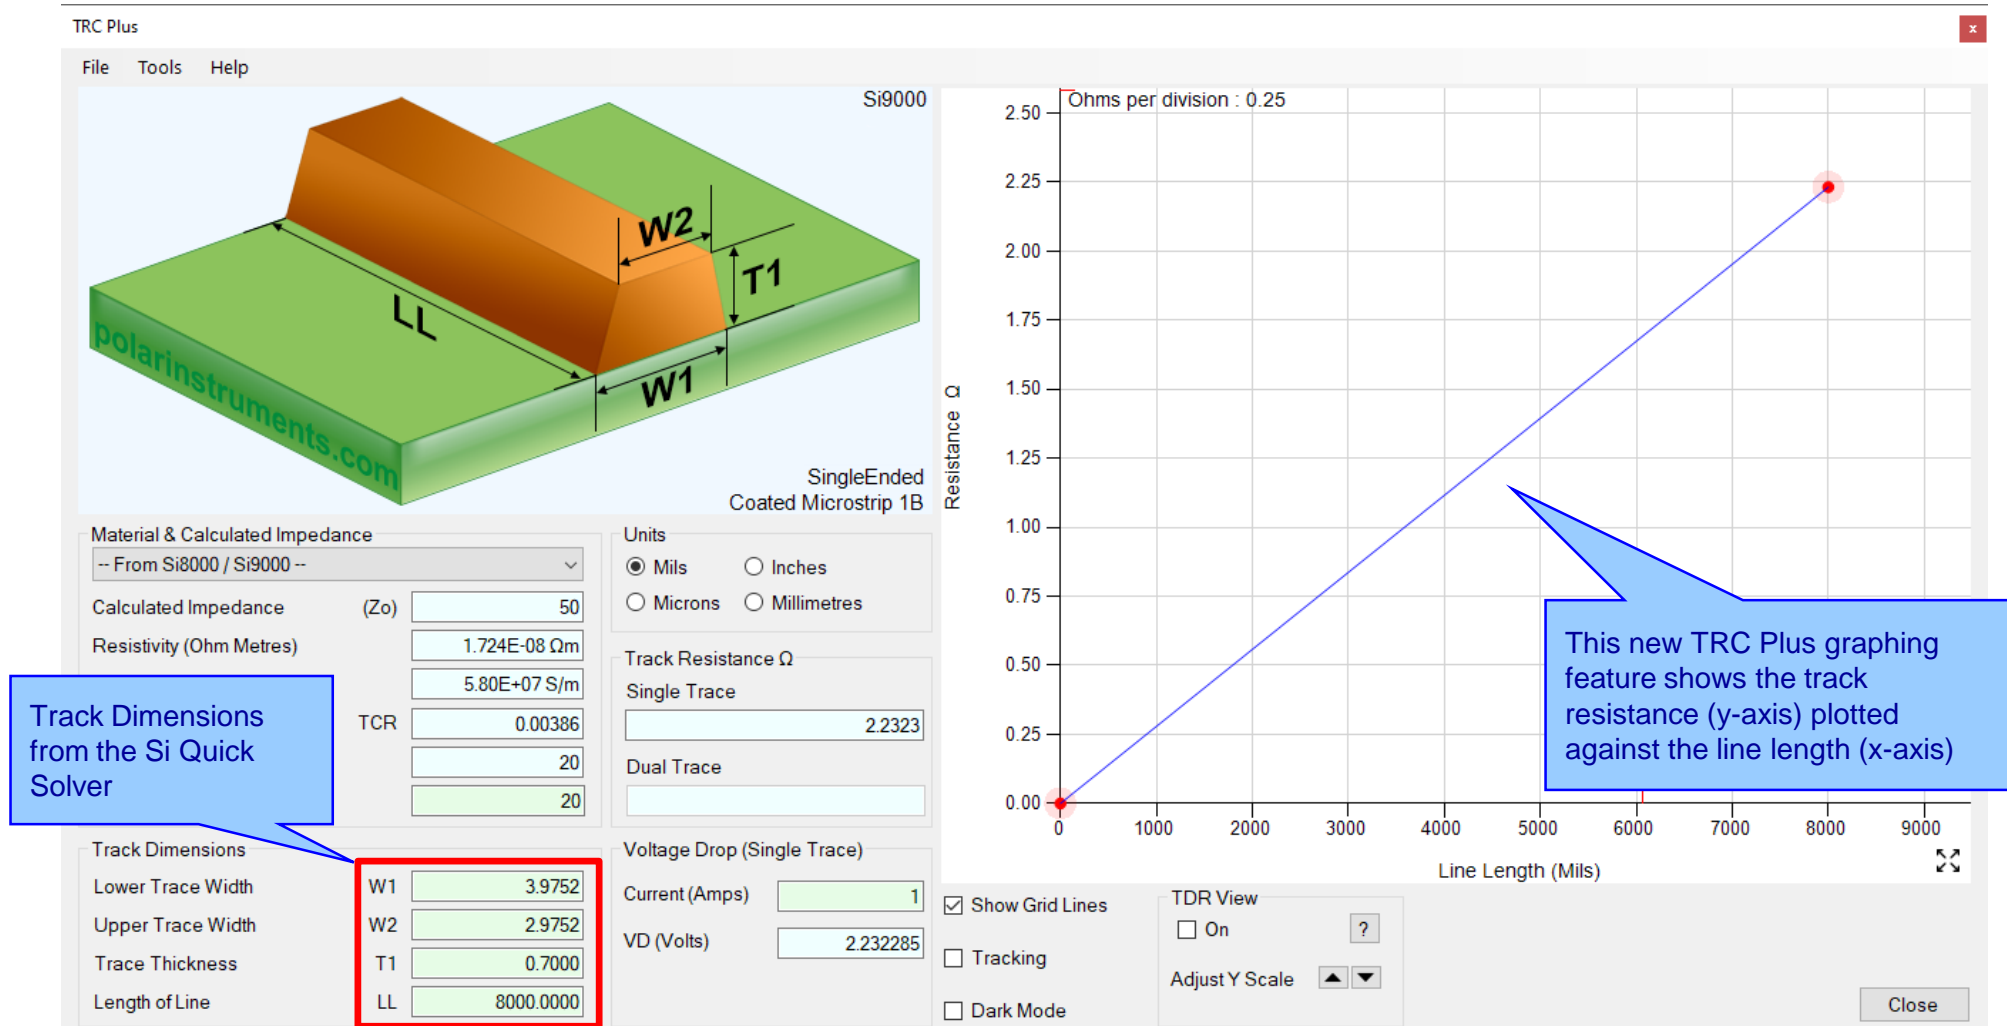 TRC Plus
x
File Tools Help
Si9000
W2
T1
LL
W1
polarinstruments.com
SingleEnded
Coated Microstrip 1B
Material & Calculated Impedance
-- From Si8000 / Si9000 --
Calculated Impedance (Zo) 50
Resistivity (Ohm Metres) 1.724E-08 Ωm
5.80E+07 S/m
TCR 0.00386
20
20
Track Dimensions
from the Si Quick
Solver
Track Dimensions
Lower Trace Width W1 3.9752
Upper Trace Width W2 2.9752
Trace Thickness T1 0.7000
Length of Line LL 8000.0000
Units
Mils Inches
Microns Millimetres
Track Resistance Ω
Single Trace
2.2323
Dual Trace
Voltage Drop (Single Trace)
Current (Amps) 1
VD (Volts) 2.232285
Ohms per division : 0.25
2.50
2.25
2.00
1.75
1.50
1.25
1.00
0.75
0.50
0.25
0.00
Resistance Ω
0 1000 2000 3000 4000 5000 6000 7000 8000 9000
Line Length (Mils)
This new TRC Plus graphing
feature shows the track
resistance (y-axis) plotted
against the line length (x-axis)
Show Grid Lines
Tracking
Dark Mode
TDR View
On ?
Adjust Y Scale
Close